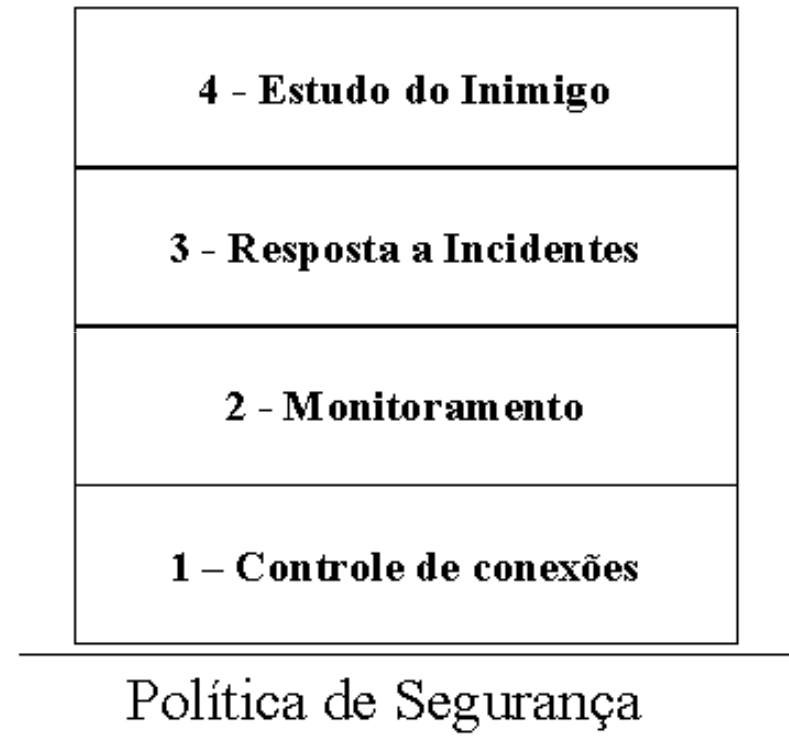 4 - Estudo do Inimigo
3 - Resposta a Incidentes
2 - Monitoramento
1 – Controle de conexões
Política de Segurança